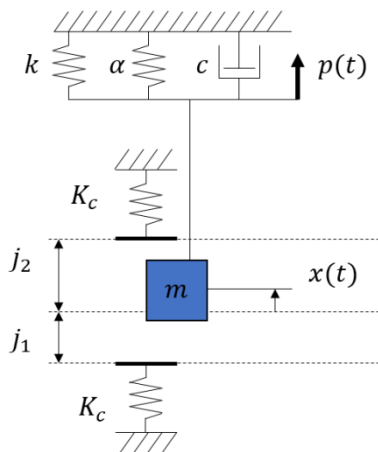 k α c p(t)
K_c
j_2
m x(t)
j_1
K_c